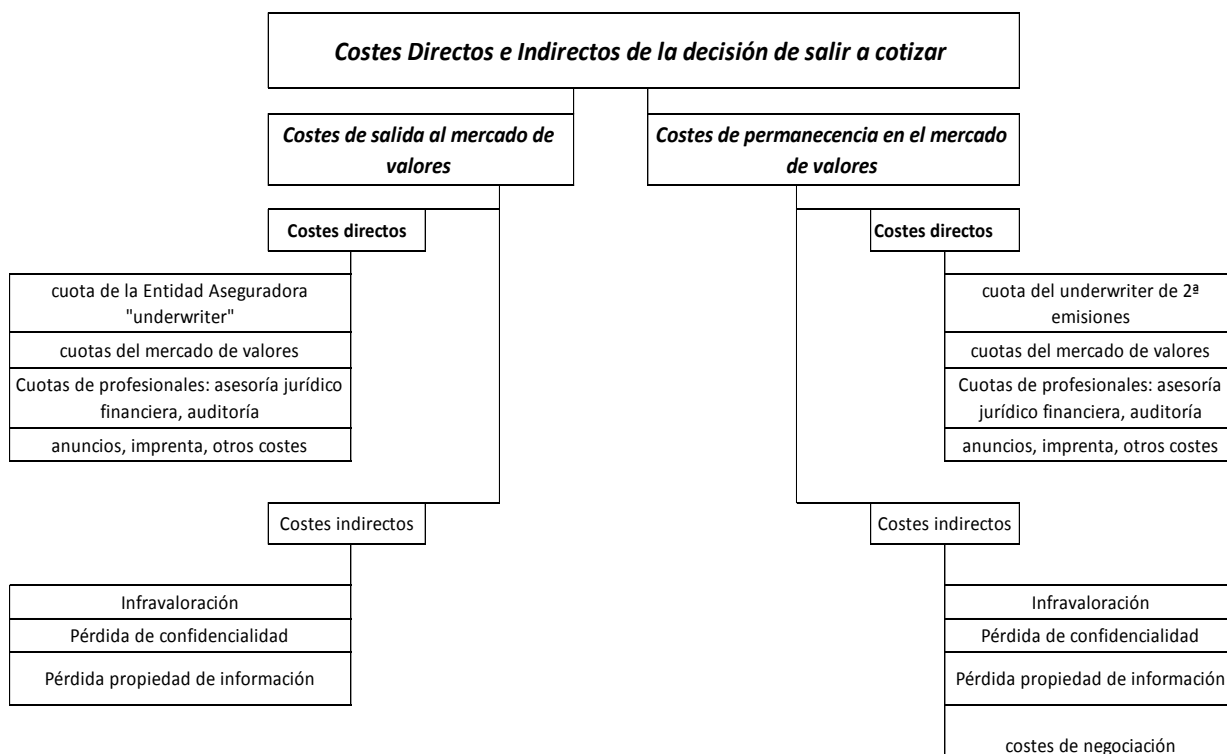 Costes Directos e Indirectos de la decisión de salir a cotizar
Costes de salida al mercado de
valores
Costes de permanecencia en el mercado
de valores
Costes directos
cuota de la Entidad Aseguradora
"underwriter"
cuotas del mercado de valores
Cuotas de profesionales: asesoría jurídico
financiera, auditoría
anuncios, imprenta, otros costes
Costes indirectos
Infravaloración
Pérdida de confidencialidad
Pérdida propiedad de información
Costes directos
cuota del underwriter de 2ª
emisiones
cuotas del mercado de valores
Cuotas de profesionales: asesoría
jurídico financiera, auditoría
anuncios, imprenta, otros costes
Costes indirectos
Infravaloración
Pérdida de confidencialidad
Pérdida propiedad de información
costes de negociación